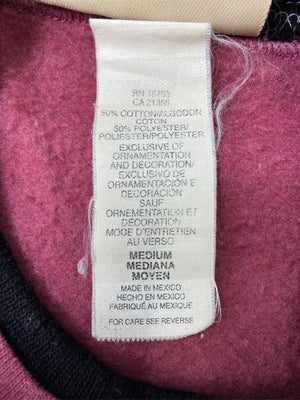 RN 15763
CA 21398
50% COTTON/ALGODON
COTON
50% POLYESTER/
POLIESTER/POLYESTER
EXCLUSIVE OF
ORNAMENTATION
AND DECORATION/
EXCLUSIVO DE
ORNAMENTACIÓN E
DECORACIÓN
SAUF
ORNEMENTATION ET
DÉCORATION
MODE D'ENTRETIEN
AU VERSO
MEDIUM
MEDIANA
MOYEN
MADE IN MEXICO
HECHO EN MEXICO
FABRIQUÉ AU MEXIQUE
FOR CARE SEE REVERSE